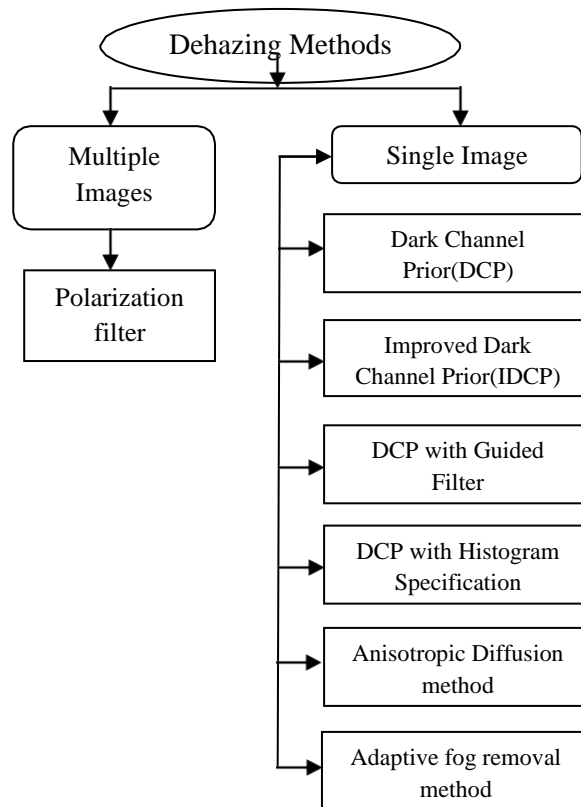 Dehazing Methods
Multiple
Images
Single Image
Polarization
filter
Dark Channel
Prior(DCP)
Improved Dark
Channel Prior(IDCP)
DCP with Guided
Filter
DCP with Histogram
Specification
Anisotropic Diffusion
method
Adaptive fog removal
method